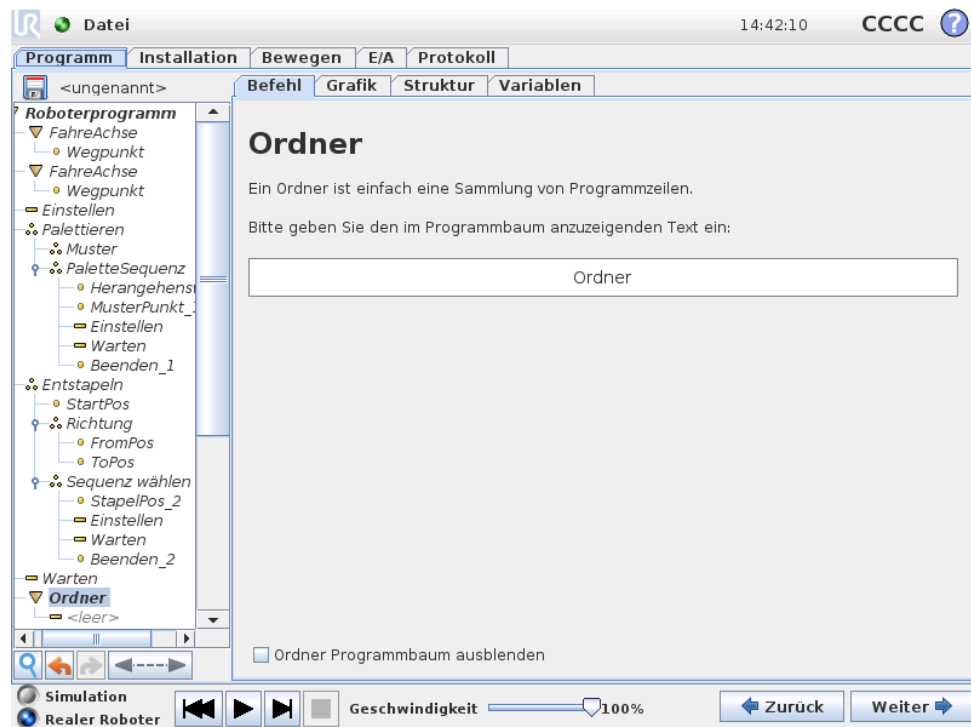 UR Datei 14:42:10 CCCC ?
Programm Installation Bewegen E/A Protokoll
<ungenannt>
Befehl Grafik Struktur Variablen
Roboterprogramm
FahreAchse
Wegpunkt
FahreAchse
Wegpunkt
Einstellen
Palettieren
Muster
PaletteSequenz
MusterPunkt_1
Einstellen
Warten
Beenden_1
Entstapeln
StartPos
Richtung
FromPos
ToPos
Sequenz wählen
StapelPos_2
Einstellen
Warten
Beenden_2
Warten
Ordner
<leer>
Ordner
Ein Ordner ist einfach eine Sammlung von Programmzeilen.
Bitte geben Sie den im Programmbaum anzuzeigenden Text ein:
Ordner
Ordner Programmbaum ausblenden
Simulation
Realer Roboter
Geschwindigkeit 100%
Zurück Weiter